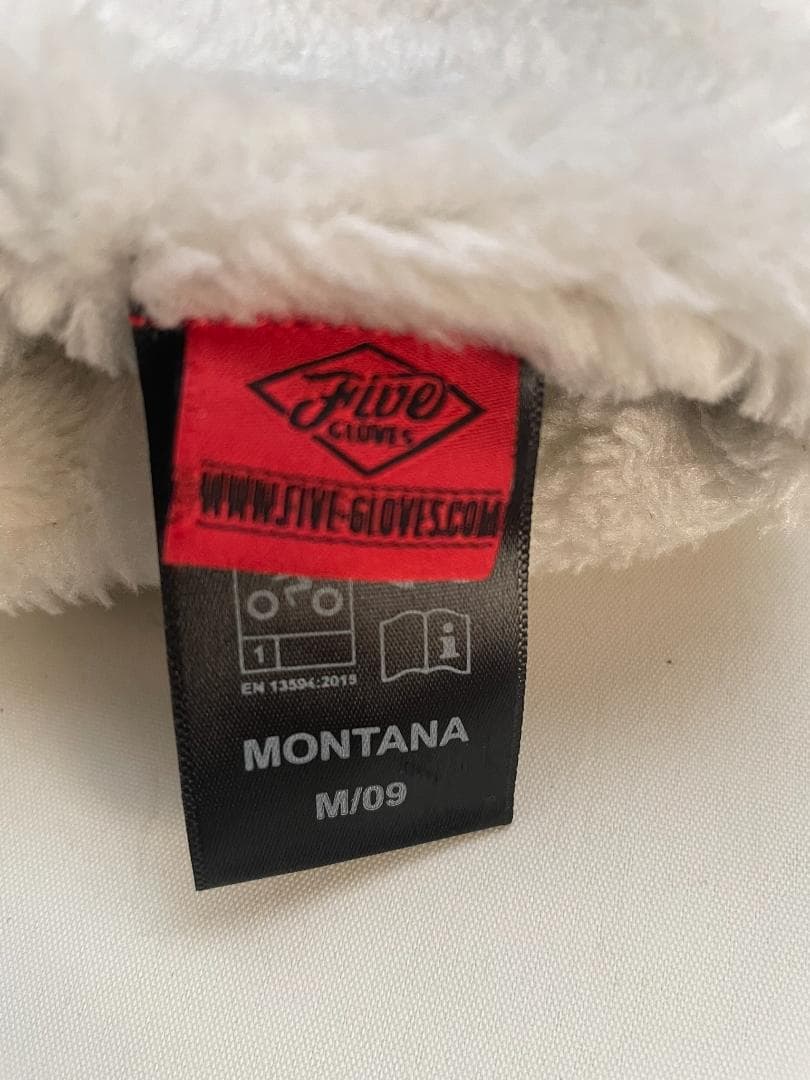 Five
GLOVES
WWW.FIVE-GLOVES.COM
1
i
EN 13594:2015
MONTANA
M/09